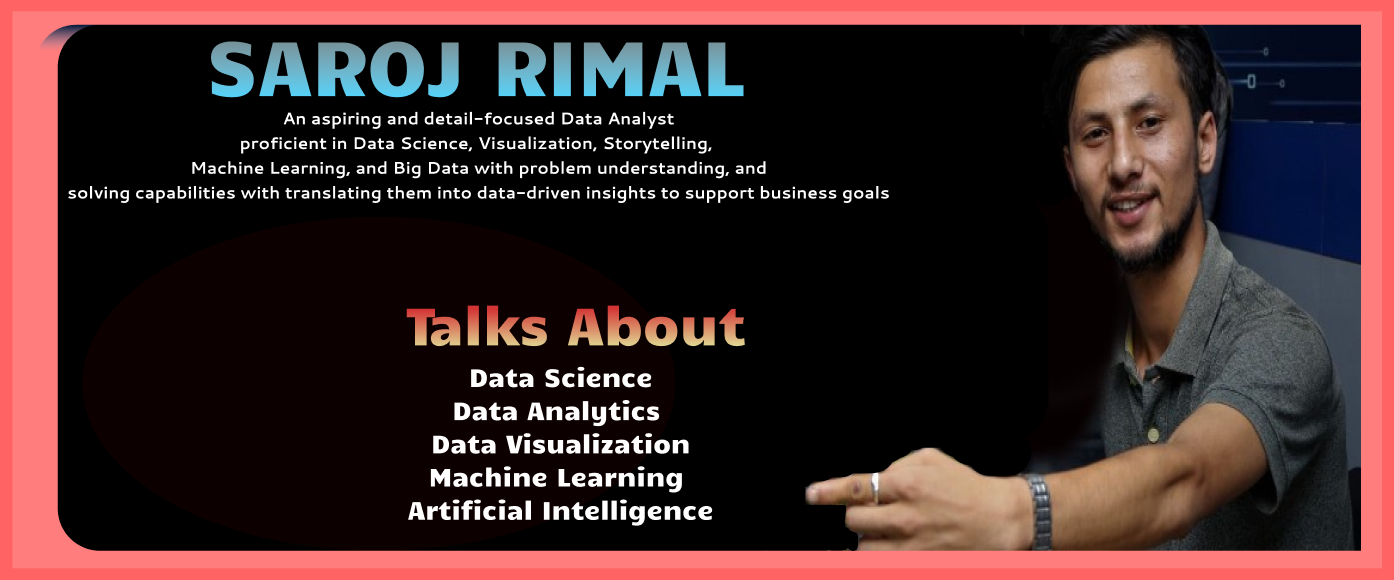 SAROJ RIMAL
An aspiring and detail-focused Data Analyst
proficient in Data Science, Visualization, Storytelling,
Machine Learning, and Big Data with problem understanding, and
solving capabilities with translating them into data-driven insights to support business goals
Talks About
Data Science
Data Analytics
Data Visualization
Machine Learning
Artificial Intelligence